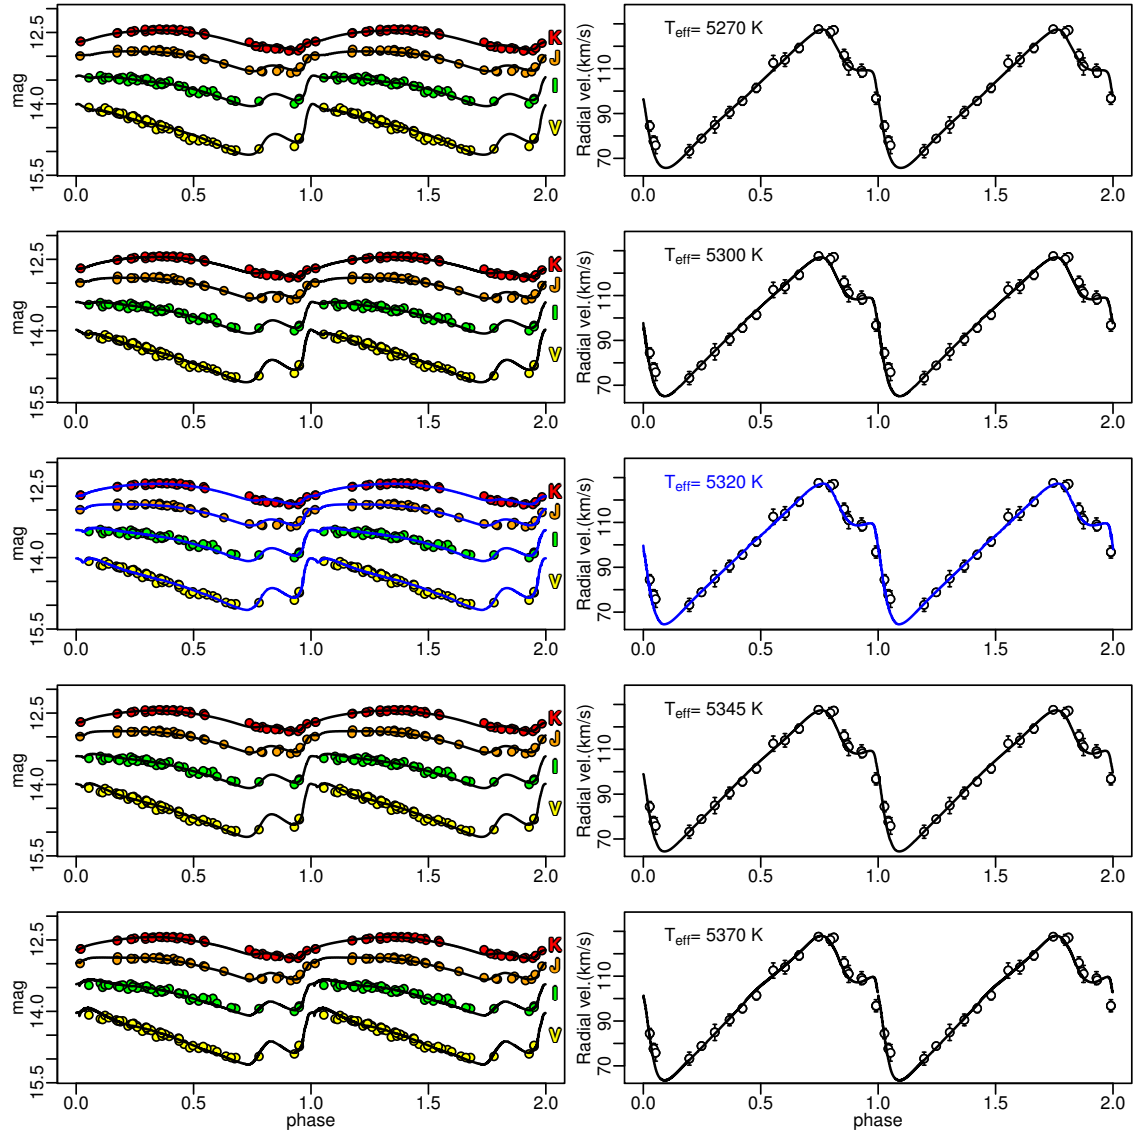 12.5
14.0
15.5
mag
K
J
I
V
0.0 0.5 1.0 1.5 2.0
T_eff= 5270 K
70 90 110
Radial vel.(km/s)
0.0 0.5 1.0 1.5 2.0
12.5
14.0
15.5
mag
K
J
I
V
0.0 0.5 1.0 1.5 2.0
T_eff= 5300 K
70 90 110
Radial vel.(km/s)
0.0 0.5 1.0 1.5 2.0
12.5
14.0
15.5
mag
K
J
I
V
0.0 0.5 1.0 1.5 2.0
T_eff= 5320 K
70 90 110
Radial vel.(km/s)
0.0 0.5 1.0 1.5 2.0
12.5
14.0
15.5
mag
K
J
I
V
0.0 0.5 1.0 1.5 2.0
T_eff= 5345 K
70 90 110
Radial vel.(km/s)
0.0 0.5 1.0 1.5 2.0
12.5
14.0
15.5
mag
K
J
I
V
0.0 0.5 1.0 1.5 2.0
phase
T_eff= 5370 K
70 90 110
Radial vel.(km/s)
0.0 0.5 1.0 1.5 2.0
phase